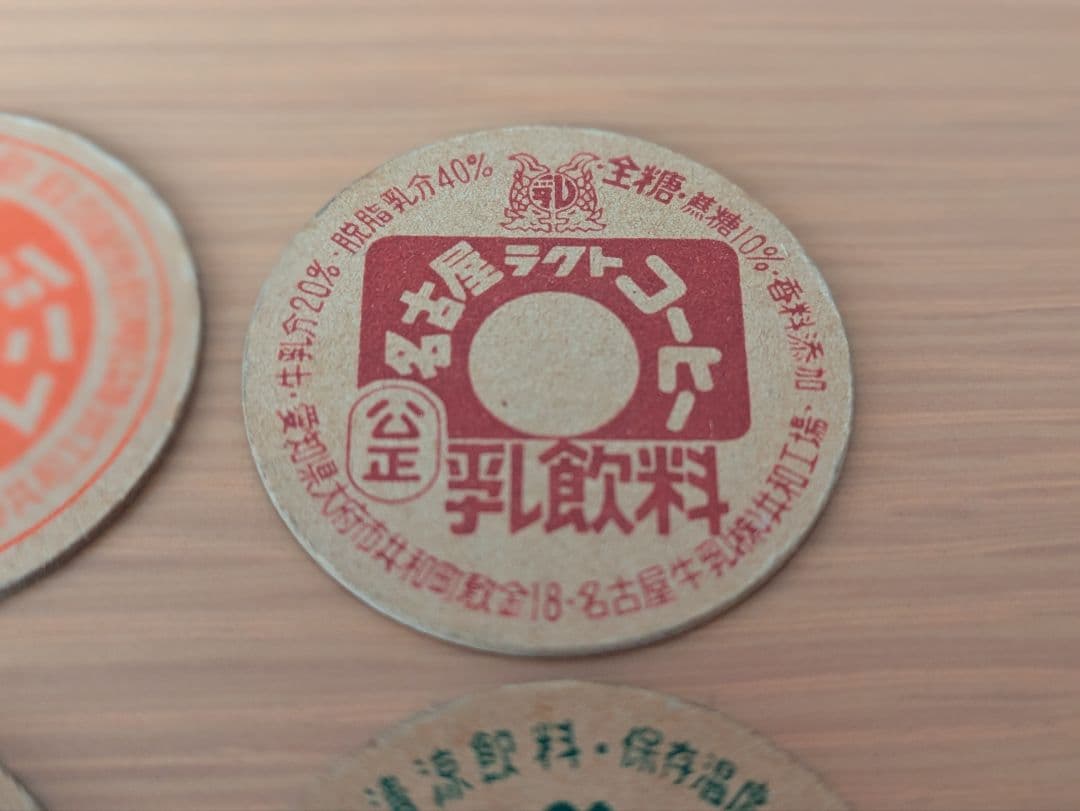 乳
全糖・蔗糖10%・香料添加
愛知県大府市共和町敷金18・名古屋牛乳(株)共和工場
牛乳分20%・脱脂乳分40%
名古屋ラクトコーヒー
公正
乳飲料
清涼飲料・保存温度